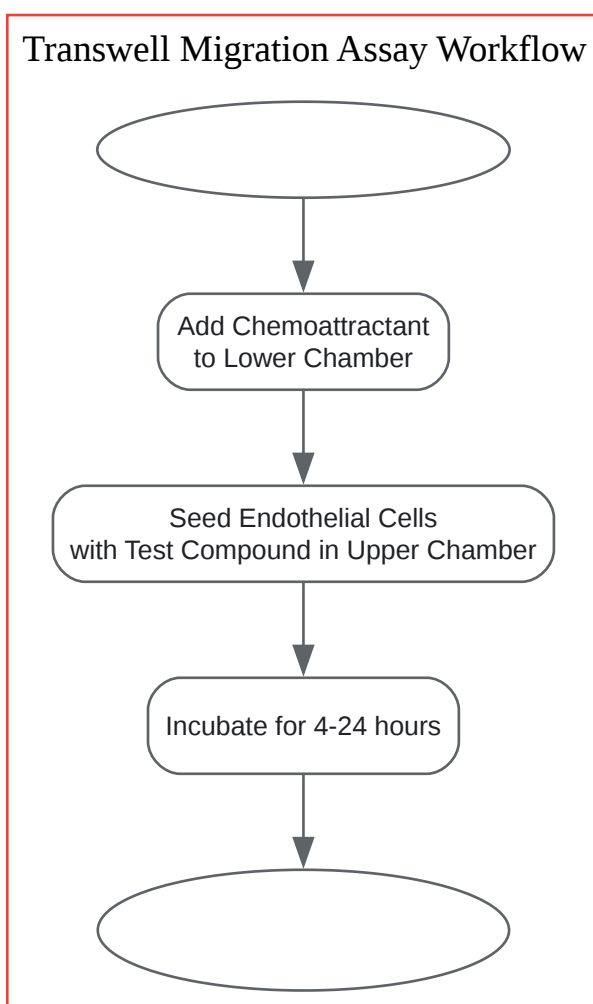 Transwell Migration Assay Workflow
Add Chemoattractant
to Lower Chamber
Seed Endothelial Cells
with Test Compound in Upper Chamber
Incubate for 4-24 hours